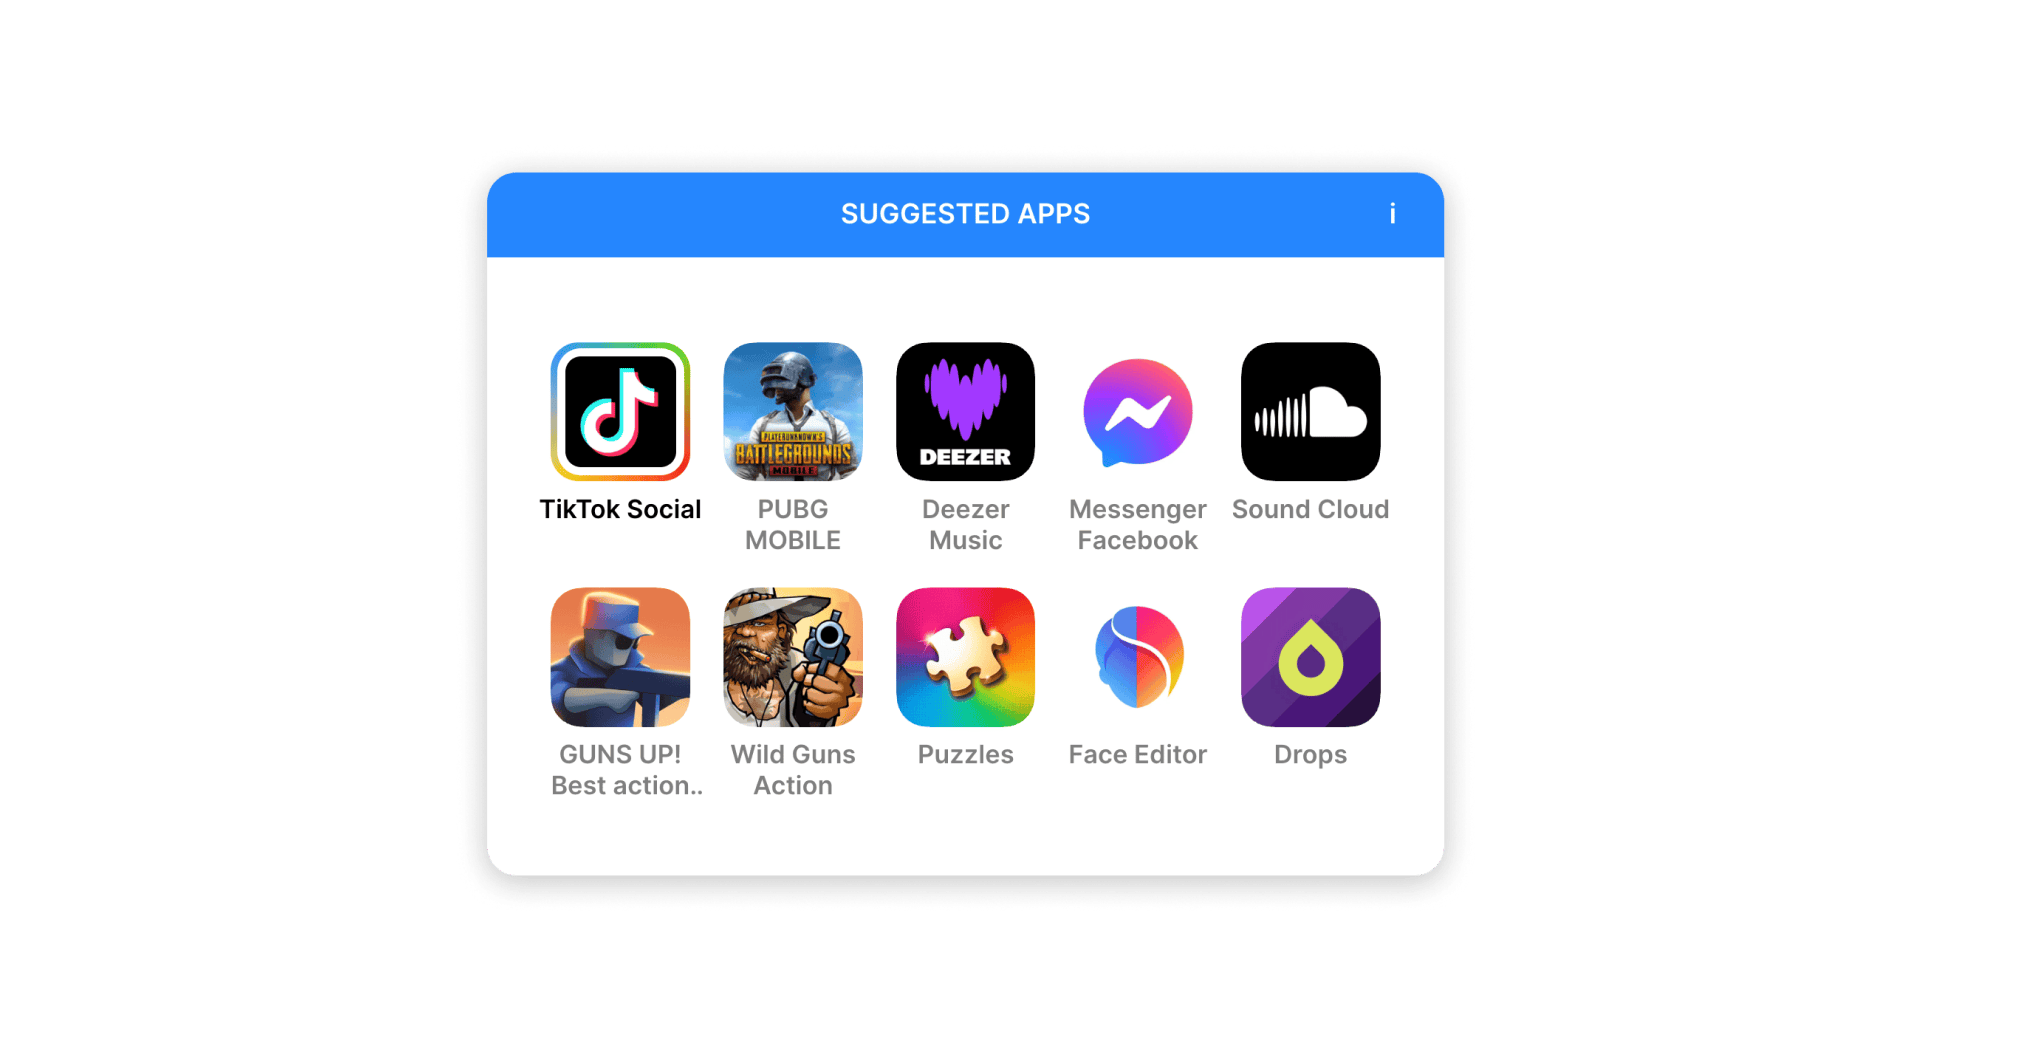 SUGGESTED APPS i
PLAYERUNKNOWN'S
BATTLEGROUNDS
MOBILE
DEEZER
TikTok Social
PUBG
MOBILE
Deezer
Music
Messenger
Facebook
Sound Cloud
GUNS UP!
Best action..
Wild Guns
Action
Puzzles
Face Editor
Drops